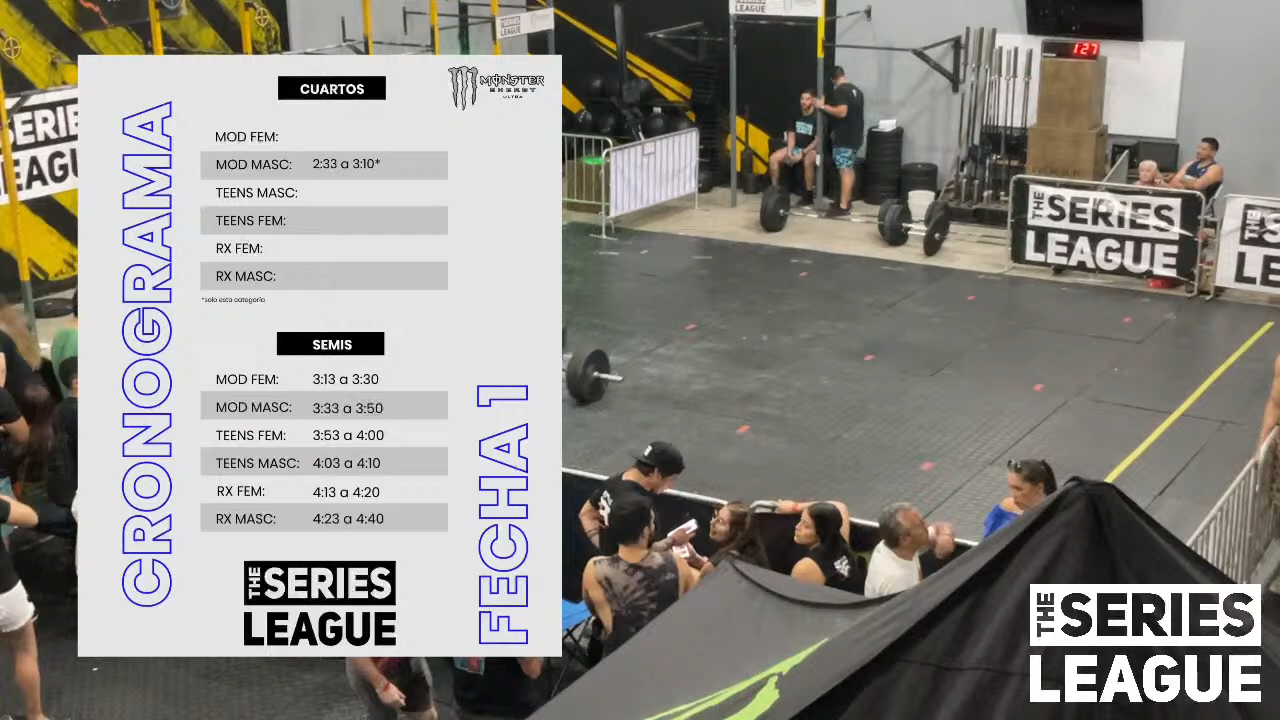 CRONOGRAMA
CUARTOS
MONSTER
ENERGY
ULTRA
MOD FEM:
MOD MASC: 2:33 a 3:10*
TEENS MASC:
TEENS FEM:
RX FEM:
RX MASC:
*solo esta categoría
SEMIS
MOD FEM: 3:13 a 3:30
MOD MASC: 3:33 a 3:50
TEENS FEM: 3:53 a 4:00
TEENS MASC: 4:03 a 4:10
RX FEM: 4:13 a 4:20
RX MASC: 4:23 a 4:40
FECHA 1
THE SERIES
LEAGUE
SERIES
LEAGUE
127
THE SERIES
LEAGUE
THE SERIES
LEAGUE